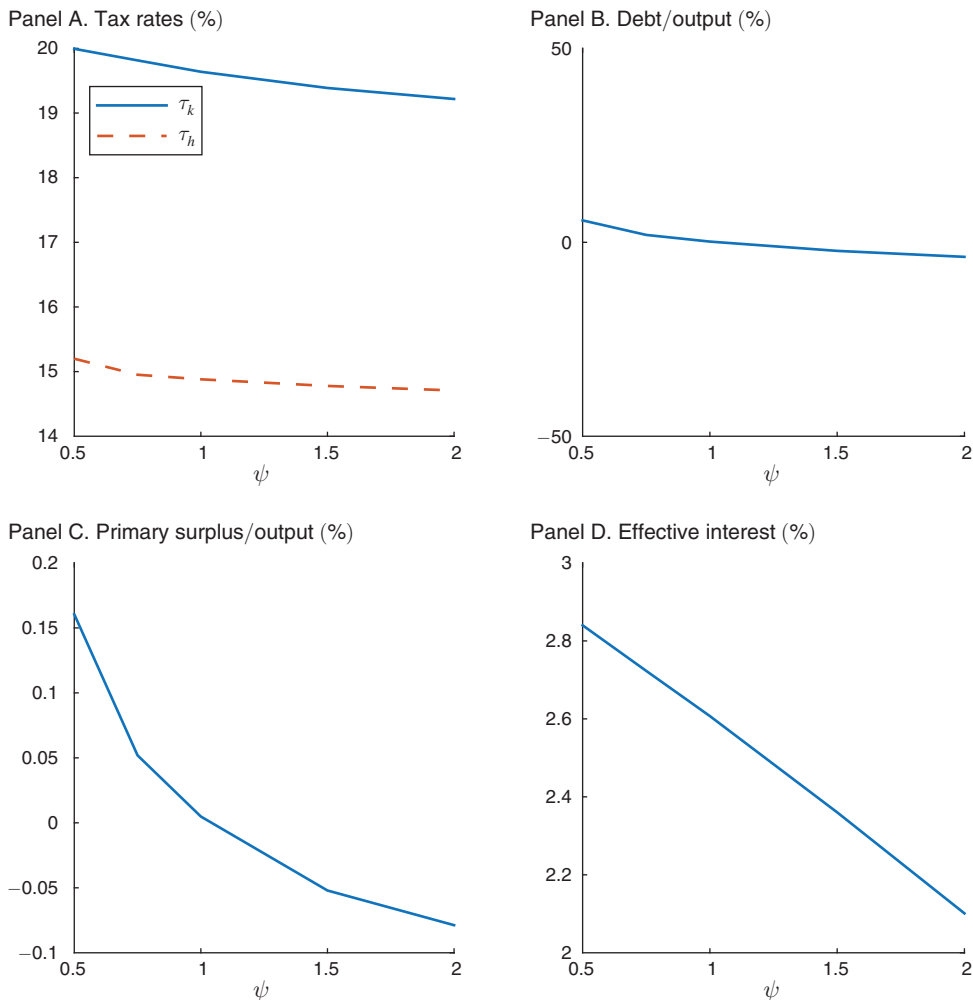 Panel A. Tax rates (%)
20
19
18
17
16
15
14
τk
τh
0.5 1 1.5 2
ψ
Panel B. Debt/output (%)
50
0
−50
0.5 1 1.5 2
ψ
Panel C. Primary surplus/output (%)
0.2
0.15
0.1
0.05
0
−0.05
−0.1
0.5 1 1.5 2
ψ
Panel D. Effective interest (%)
3
2.8
2.6
2.4
2.2
2
0.5 1 1.5 2
ψ